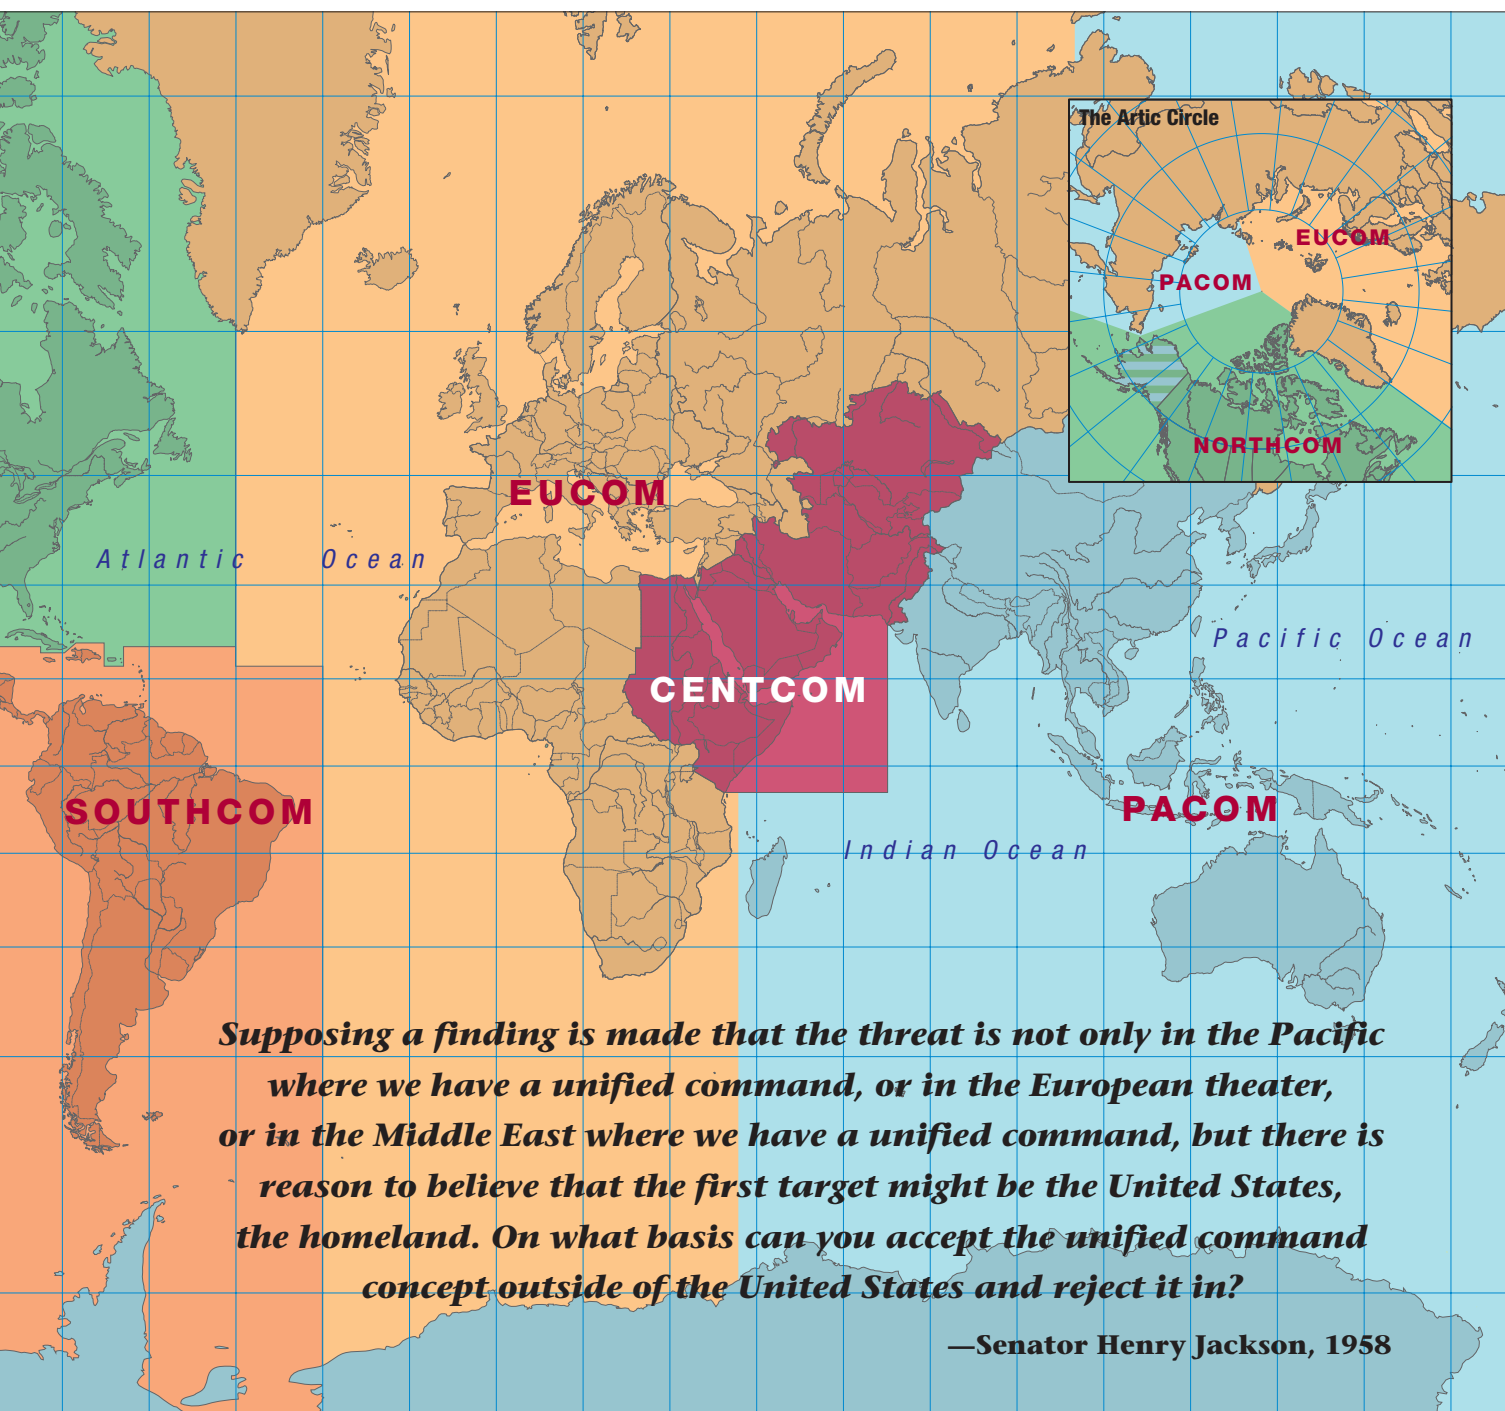 The Artic Circle
EUCOM
PACOM
NORTHCOM
EUCOM
Atlantic Ocean
Pacific Ocean
CENTCOM
SOUTHCOM
PACOM
Indian Ocean
Supposing a finding is made that the threat is not only in the Pacific
where we have a unified command, or in the European theater,
or in the Middle East where we have a unified command, but there is
reason to believe that the first target might be the United States,
the homeland. On what basis can you accept the unified command
concept outside of the United States and reject it in?
—Senator Henry Jackson, 1958